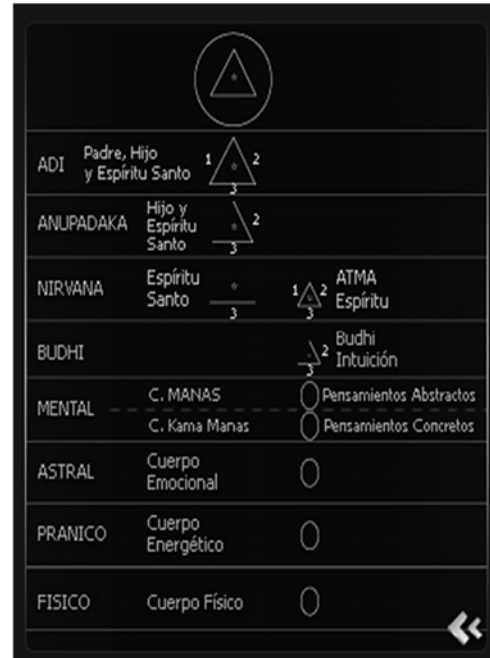 ADI
Padre, Hijo
y Espíritu Santo
1
2
3
ANUPADAKA
Hijo y
Espíritu
Santo
2
3
NIRVANA
Espíritu
Santo
3
1
2
3
ATMA
Espíritu
BUDHI
2
3
Budhi
Intuición
MENTAL
C. MANAS
Pensamientos Abstractos
C. Kama Manas
Pensamientos Concretos
ASTRAL
Cuerpo
Emocional
PRANICO
Cuerpo
Energético
FISICO
Cuerpo Físico